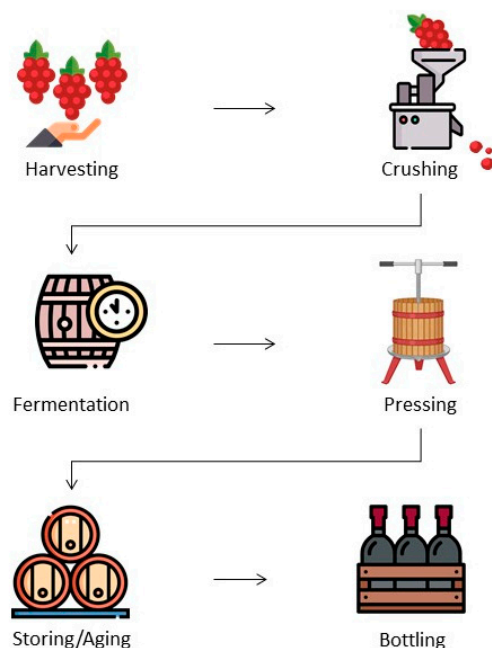 Harvesting
Crushing
Fermentation
Pressing
Storing/Aging
Bottling